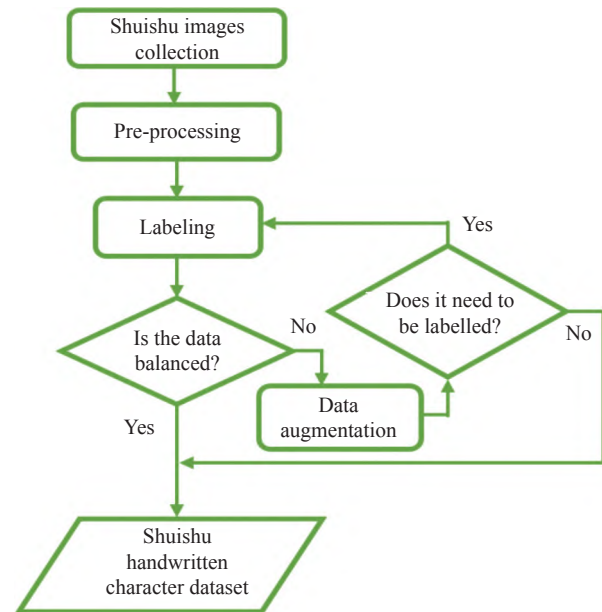 Shuishu images
collection
Pre-processing
Labeling
Yes
Does it need to
be labelled?
No
Is the data
balanced?
No
Data
augmentation
Yes
Shuishu
handwritten
character dataset